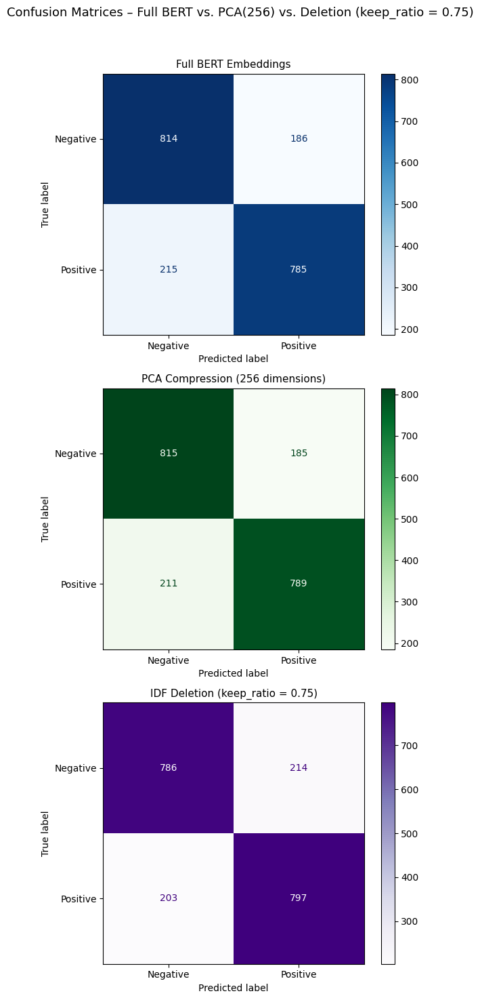 Confusion Matrices – Full BERT vs. PCA(256) vs. Deletion (keep_ratio = 0.75)
Full BERT Embeddings
800
700
600
500
400
300
200
True label
Negative
814 186
Positive
215 785
Negative Positive
Predicted label
PCA Compression (256 dimensions)
800
700
600
500
400
300
200
True label
Negative
815 185
Positive
211 789
Negative Positive
Predicted label
IDF Deletion (keep_ratio = 0.75)
700
600
500
400
300
True label
Negative
786 214
Positive
203 797
Negative Positive
Predicted label